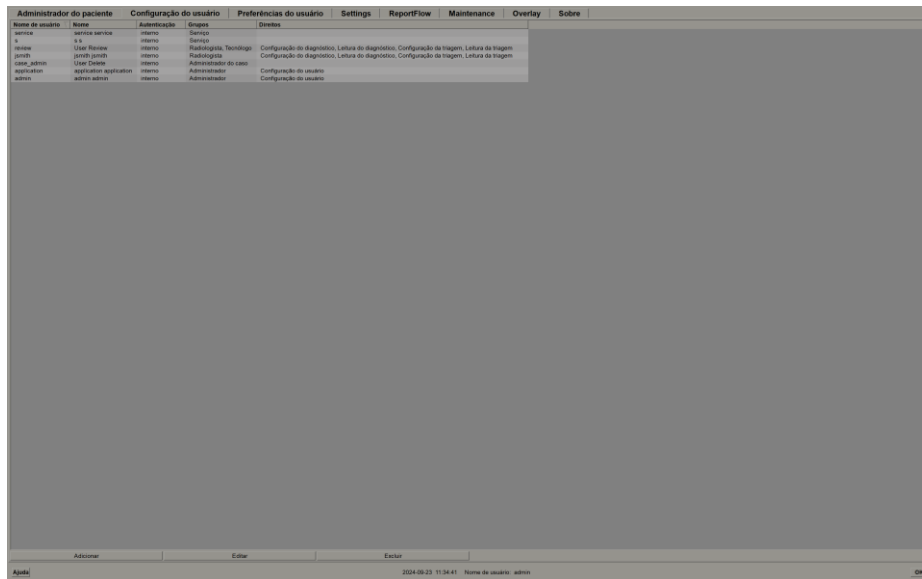 Administrador do paciente Configuração do usuário Preferências do usuário Settings ReportFlow Maintenance Overlay Sobre
Nome de usuário Nome Autenticação Grupos Direitos
service service service interno Serviço
s s s interno Serviço
review User Review interno Radiologista, Tecnólogo Configuração do diagnóstico, Leitura do diagnóstico, Configuração da triagem, Leitura da triagem
jsmith jsmith jsmith interno Radiologista Configuração do diagnóstico, Leitura do diagnóstico, Configuração da triagem, Leitura da triagem
case_admin User Delete interno Administrador do caso
application application application interno Administrador Configuração do usuário
admin admin admin interno Administrador Configuração do usuário
Adicionar Editar Excluir
Ajuda 2024-09-23 11:34:41 Nome de usuário: admin